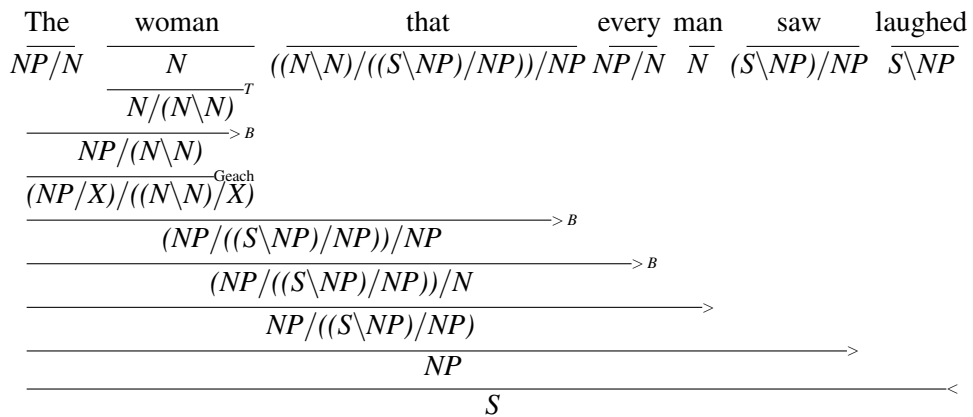 The woman that every man saw laughed
NP/N N ((N\N)/((S\NP)/NP))/NP NP/N N (S\NP)/NP S\NP
T
N/(N\N)
> B
NP/(N\N)
Geach
(NP/X)/((N\N)/X)
> B
(NP/((S\NP)/NP))/NP
> B
(NP/((S\NP)/NP))/N
>
NP/((S\NP)/NP)
>
NP
<
S